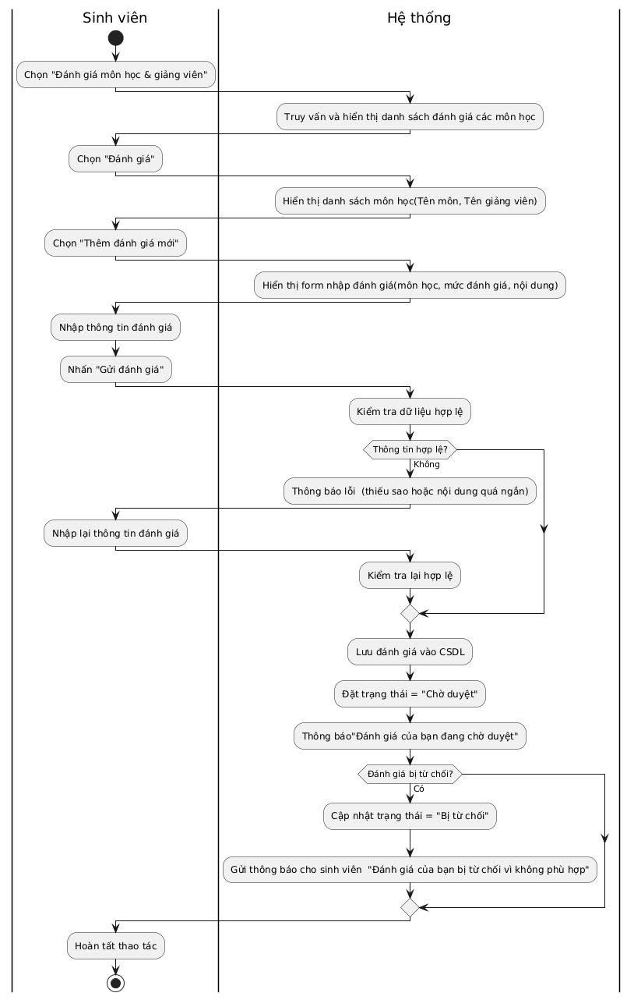 Sinh viên
Hệ thống
Chọn "Đánh giá môn học & giảng viên"
Truy vấn và hiển thị danh sách đánh giá các môn học
Chọn "Đánh giá"
Hiển thị danh sách môn học(Tên môn, Tên giảng viên)
Chọn "Thêm đánh giá mới"
Hiển thị form nhập đánh giá(môn học, mức đánh giá, nội dung)
Nhập thông tin đánh giá
Nhấn "Gửi đánh giá"
Kiểm tra dữ liệu hợp lệ
Thông tin hợp lệ?
Không
Thông báo lỗi  (thiếu sao hoặc nội dung quá ngắn)
Nhập lại thông tin đánh giá
Kiểm tra lại hợp lệ
Lưu đánh giá vào CSDL
Đặt trạng thái = "Chờ duyệt"
Thông báo"Đánh giá của bạn đang chờ duyệt"
Đánh giá bị từ chối?
Có
Cập nhật trạng thái = "Bị từ chối"
Gửi thông báo cho sinh viên  "Đánh giá của bạn bị từ chối vì không phù hợp"
Hoàn tất thao tác